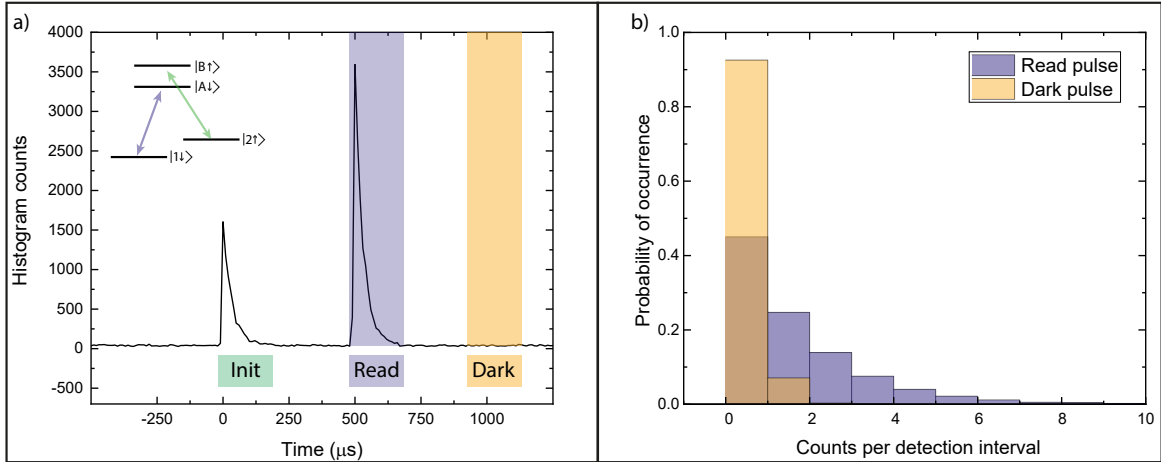 a)
Histogram counts
4000
3500
3000
2500
2000
1500
1000
500
0
-500
|B↑⟩
|A↓⟩
|2↑⟩
|1↓⟩
Init
Read
Dark
-250
0
250
500
750
1000
Time (μs)
b)
Probability of occurrence
1.0
0.8
0.6
0.4
0.2
0.0
Read pulse
Dark pulse
0
2
4
6
8
10
Counts per detection interval